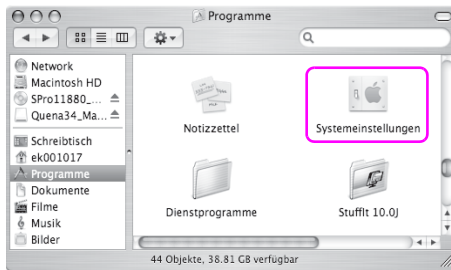 Programme
Network
Macintosh HD
SPro11880_...
Quena34_Ma...
Schreibtisch
ek001017
Programme
Dokumente
Filme
Musik
Bilder
Notizzettel
Systemeinstellungen
Dienstprogramme
StuffIt 10.0J
44 Objekte, 38.81 GB verfügbar